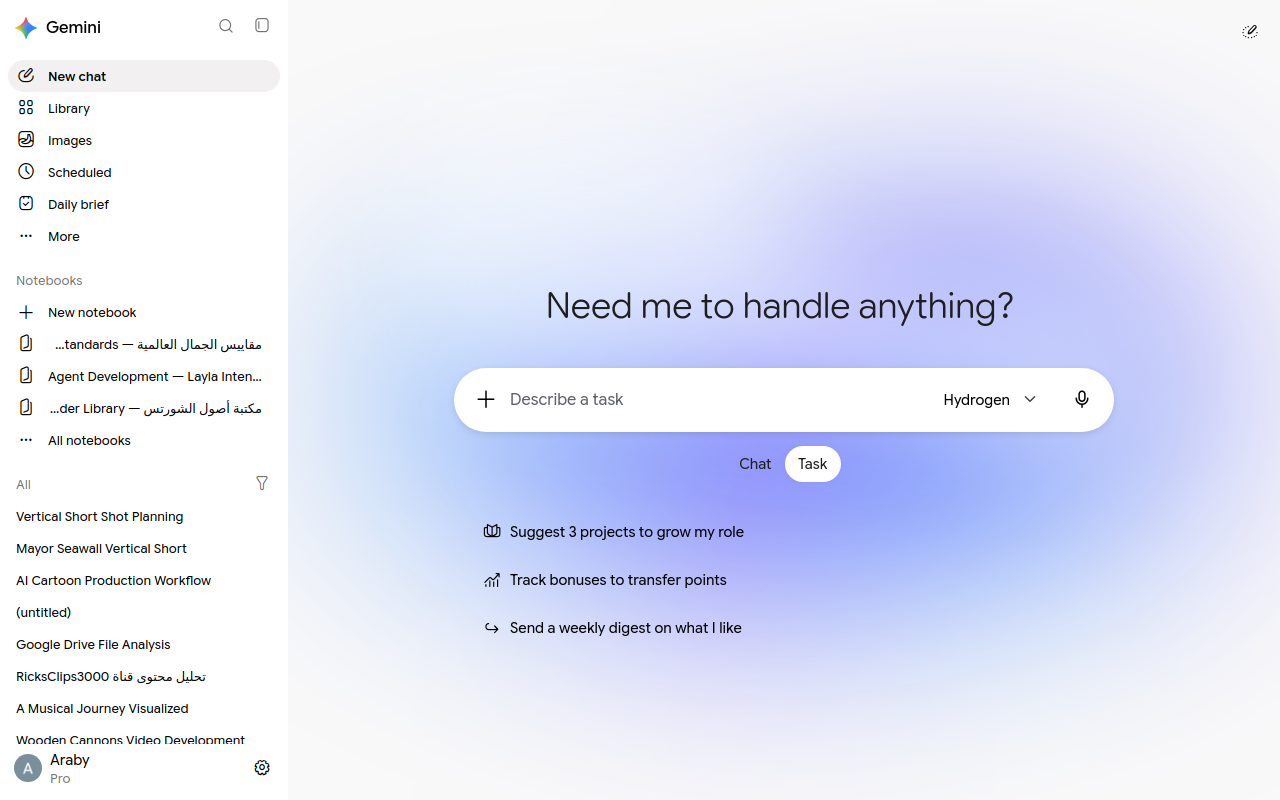 Gemini
New chat
Library
Images
Scheduled
Daily brief
More
Notebooks
New notebook
مقاييس الجمال العالمية — tandards...
Agent Development — Layla Inten...
مكتبة أصول الشورتس — der Library...
All notebooks
All
Vertical Short Shot Planning
Mayor Seawall Vertical Short
AI Cartoon Production Workflow
(untitled)
Google Drive File Analysis
تحليل محتوى قناة RicksClips3000
A Musical Journey Visualized
Wooden Cannons Video Development
A
Araby
Pro
Need me to handle anything?
Describe a task
Hydrogen
Chat
Task
Suggest 3 projects to grow my role
Track bonuses to transfer points
Send a weekly digest on what I like